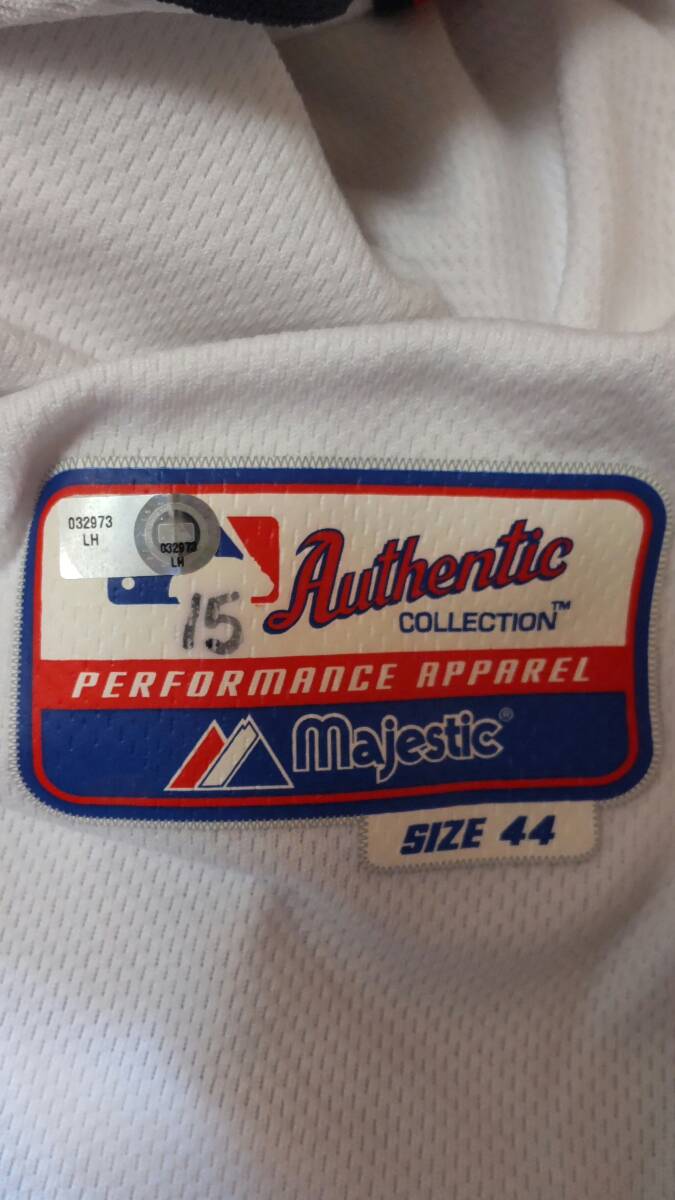 032973
LH
032973
LH
15
Authentic
COLLECTION™
PERFORMANCE APPAREL
Majestic®
SIZE 44